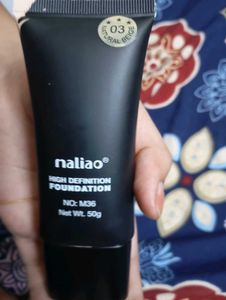 03
NATURAL BEIGE
naliao®
HIGH DEFINITION
FOUNDATION
NO: M36
Net Wt. 50g